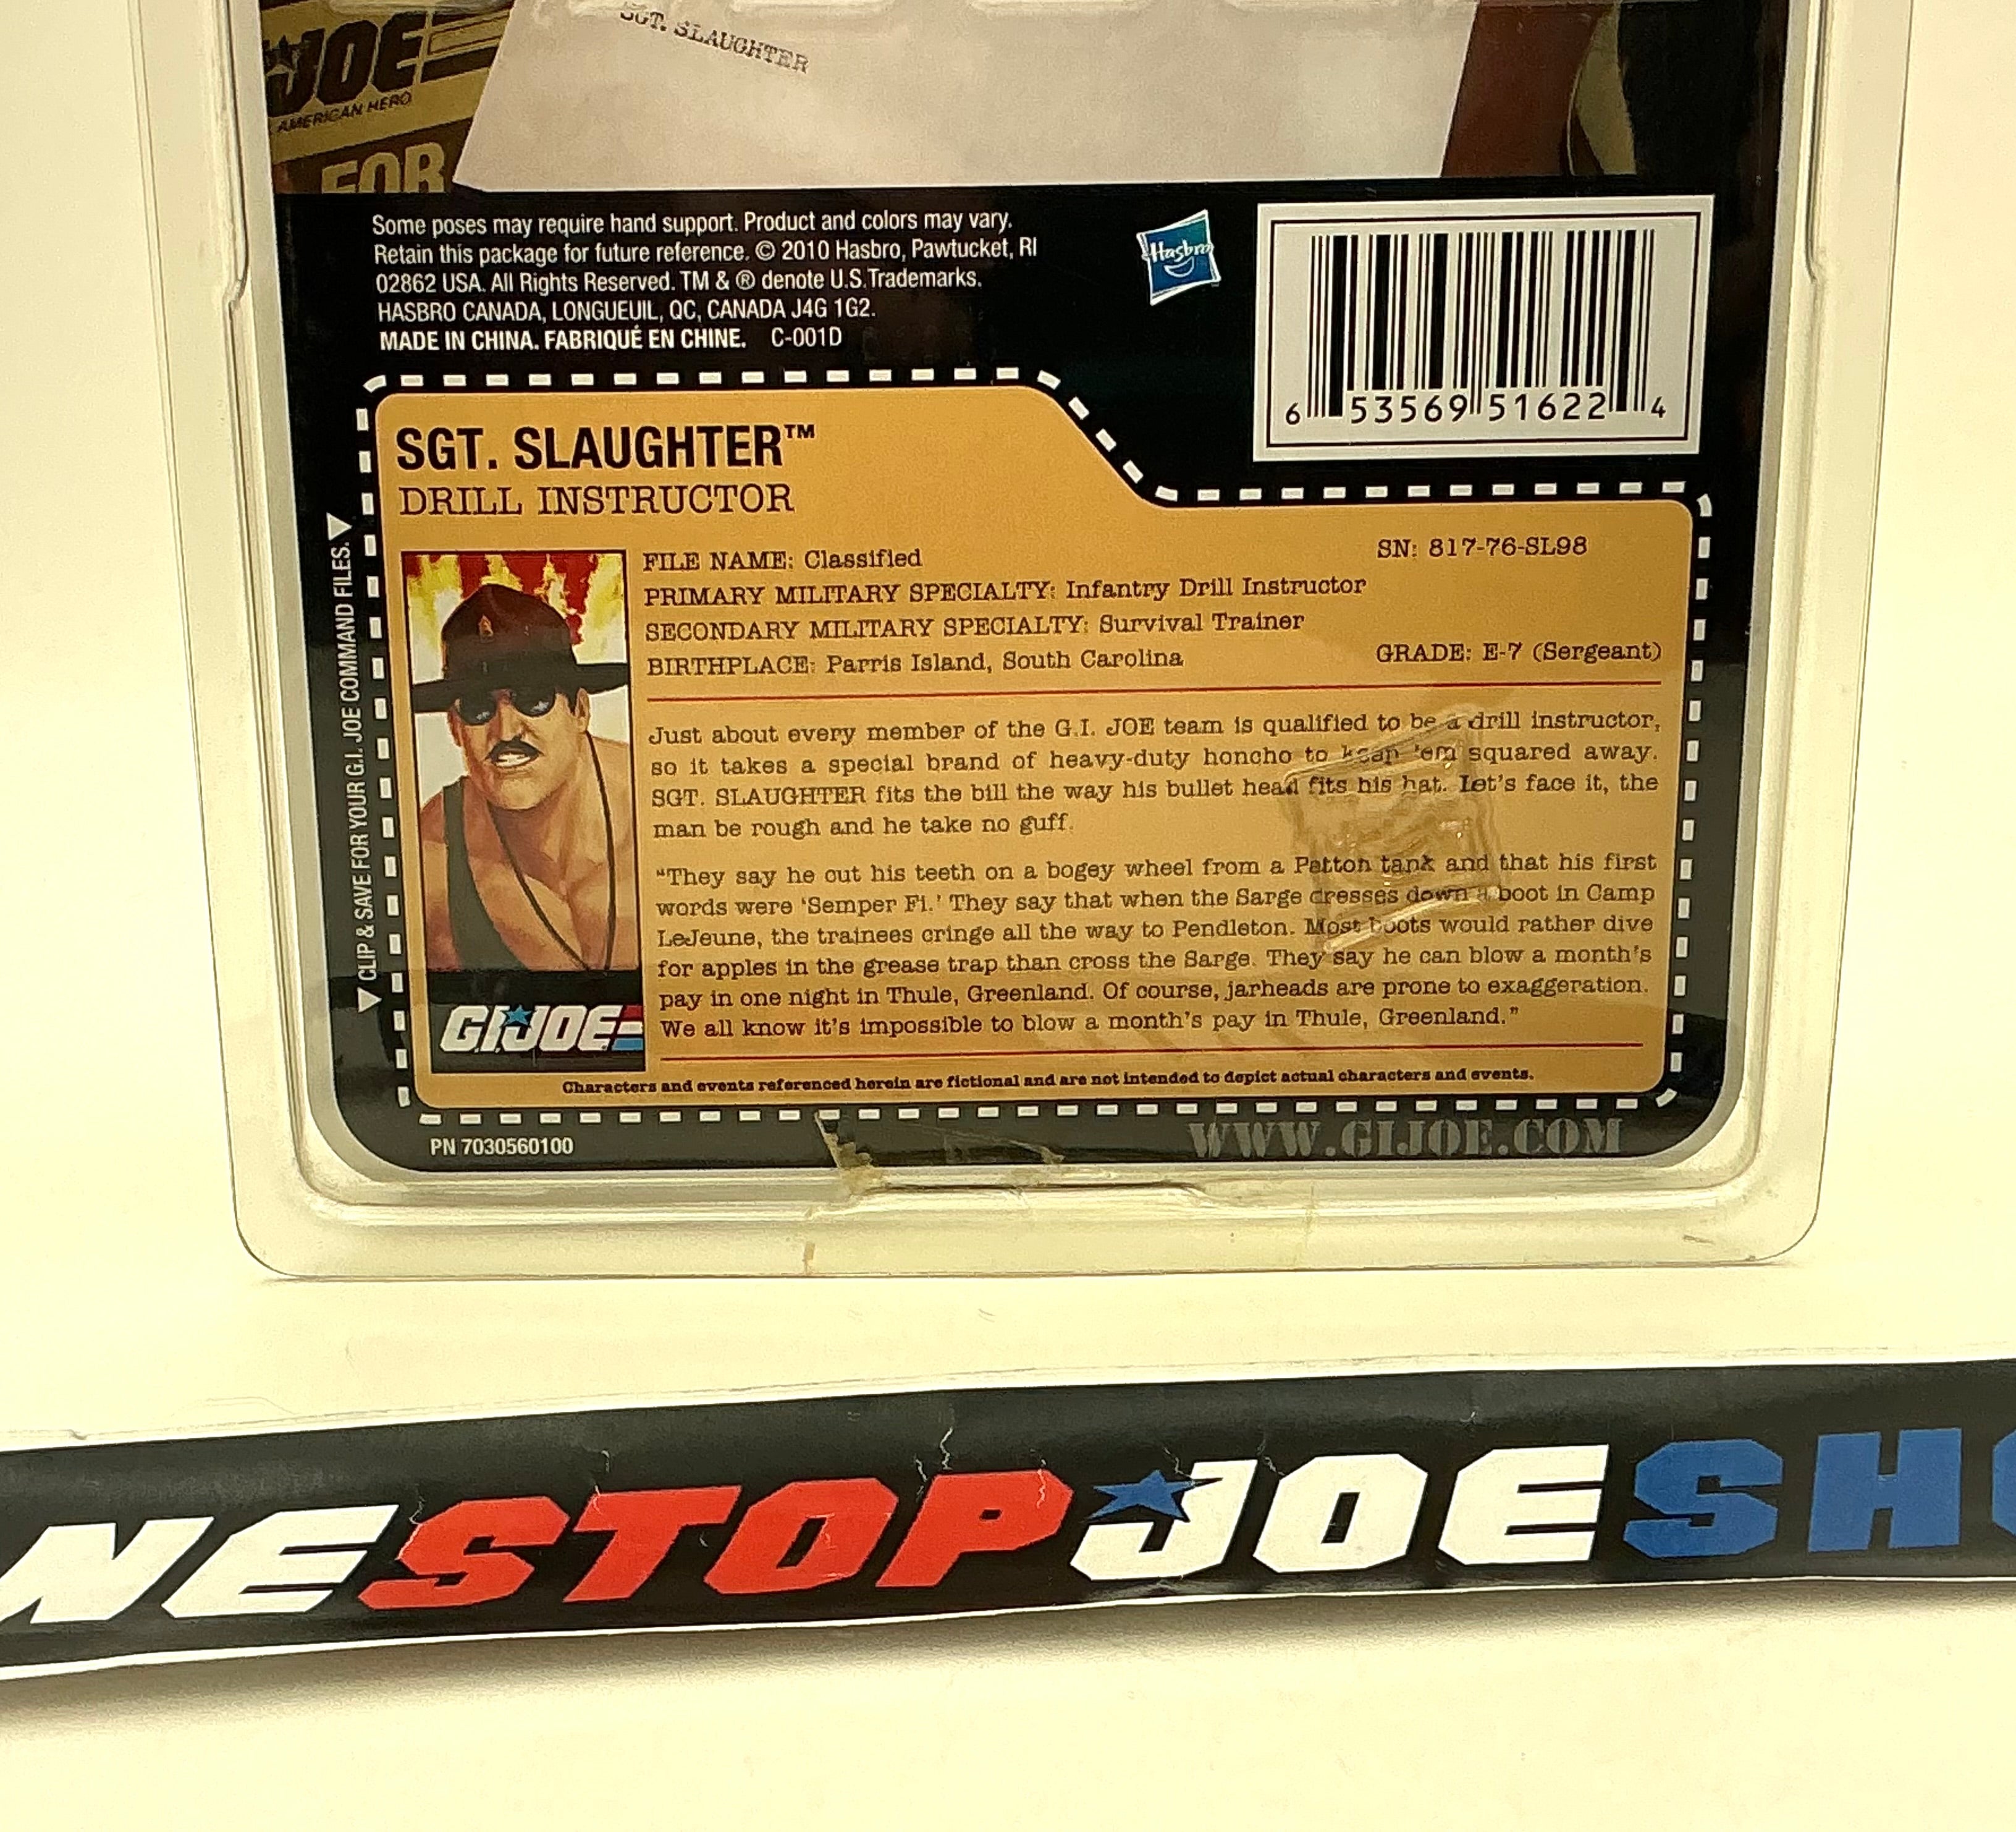 JOE
AMERICAN HERO
FOR
SGT. SLAUGHTER
Some poses may require hand support. Product and colors may vary.
Retain this package for future reference. © 2010 Hasbro, Pawtucket, RI
02862 USA. All Rights Reserved. TM & ® denote U.S. Trademarks.
HASBRO CANADA, LONGUEUIL, QC, CANADA J4G 1G2.
MADE IN CHINA. FABRIQUÉ EN CHINE. C-001D
Hasbro
6 53569 51622 4
CLIP & SAVE FOR YOUR G.I. JOE COMMAND FILES.
SGT. SLAUGHTER™
DRILL INSTRUCTOR
FILE NAME: Classified
SN: 817-76-SL98
PRIMARY MILITARY SPECIALTY: Infantry Drill Instructor
SECONDARY MILITARY SPECIALTY: Survival Trainer
BIRTHPLACE: Parris Island, South Carolina
GRADE: E-7 (Sergeant)
Just about every member of the G.I. JOE team is qualified to be a drill instructor,
so it takes a special brand of heavy-duty honcho to keep 'em squared away.
SGT. SLAUGHTER fits the bill the way his bullet head fits his hat. Let's face it, the
man be rough and he take no guff.
"They say he cut his teeth on a bogey wheel from a Patton tank and that his first
words were 'Semper Fi.' They say that when the Sarge dresses down a boot in Camp
LeJeune, the trainees cringe all the way to Pendleton. Most boots would rather dive
for apples in the grease trap than cross the Sarge. They say he can blow a month's
pay in one night in Thule, Greenland. Of course, jarheads are prone to exaggeration.
We all know it's impossible to blow a month's pay in Thule, Greenland."
G.I. JOE
Characters and events referenced herein are fictional and are not intended to depict actual characters and events.
PN 7030560100
WWW.GIJOE.COM
NESTOPJOESH